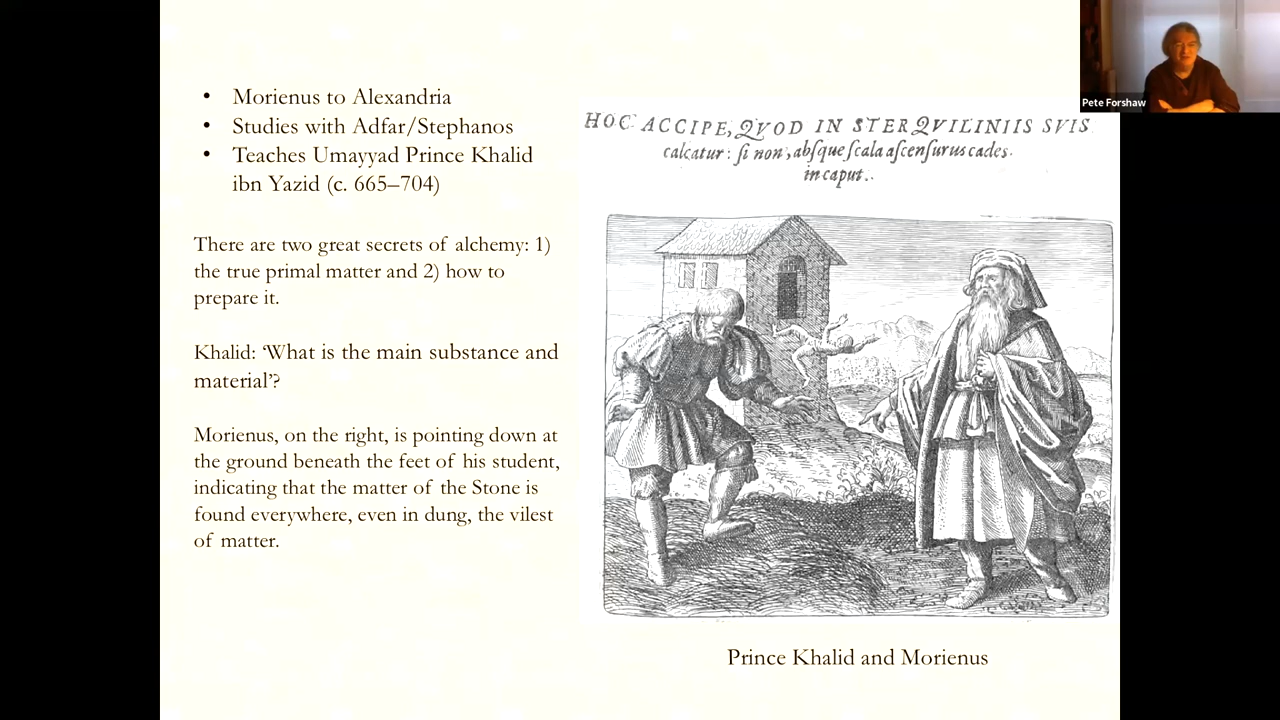 • Morienus to Alexandria
• Studies with Adfar/Stephanos
• Teaches Umayyad Prince Khalid
ibn Yazid (c. 665–704)
There are two great secrets of alchemy: 1)
the true primal matter and 2) how to
prepare it.
Khalid: ‘What is the main substance and
material’?
Morienus, on the right, is pointing down at
the ground beneath the feet of his student,
indicating that the matter of the Stone is
found everywhere, even in dung, the vilest
of matter.
HOC ACCIPE, QVOD IN STERQVILINIIS SVIS
calcatur: ſi non, abſque ſcala aſcenſurus cades.
in caput..
Prince Khalid and Morienus
Pete Forshaw